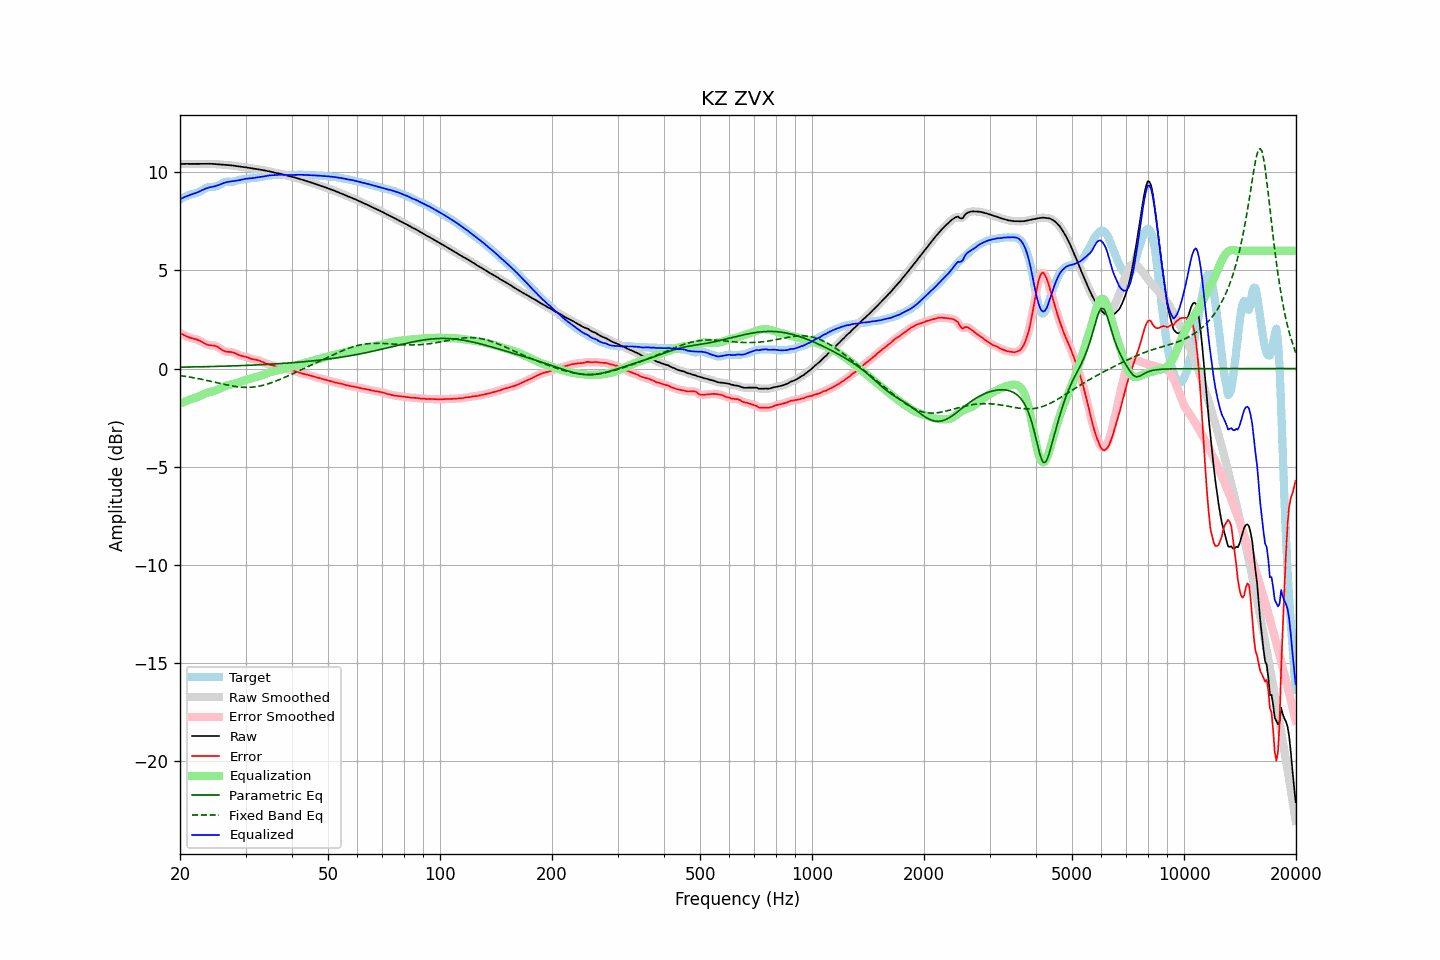 KZ ZVX
Amplitude (dBr)
10
5
0
−5
−10
−15
−20
Target
Raw Smoothed
Error Smoothed
Raw
Error
Equalization
Parametric Eq
Fixed Band Eq
Equalized
20 50 100 200 500 1000 2000 5000 10000 20000
Frequency (Hz)